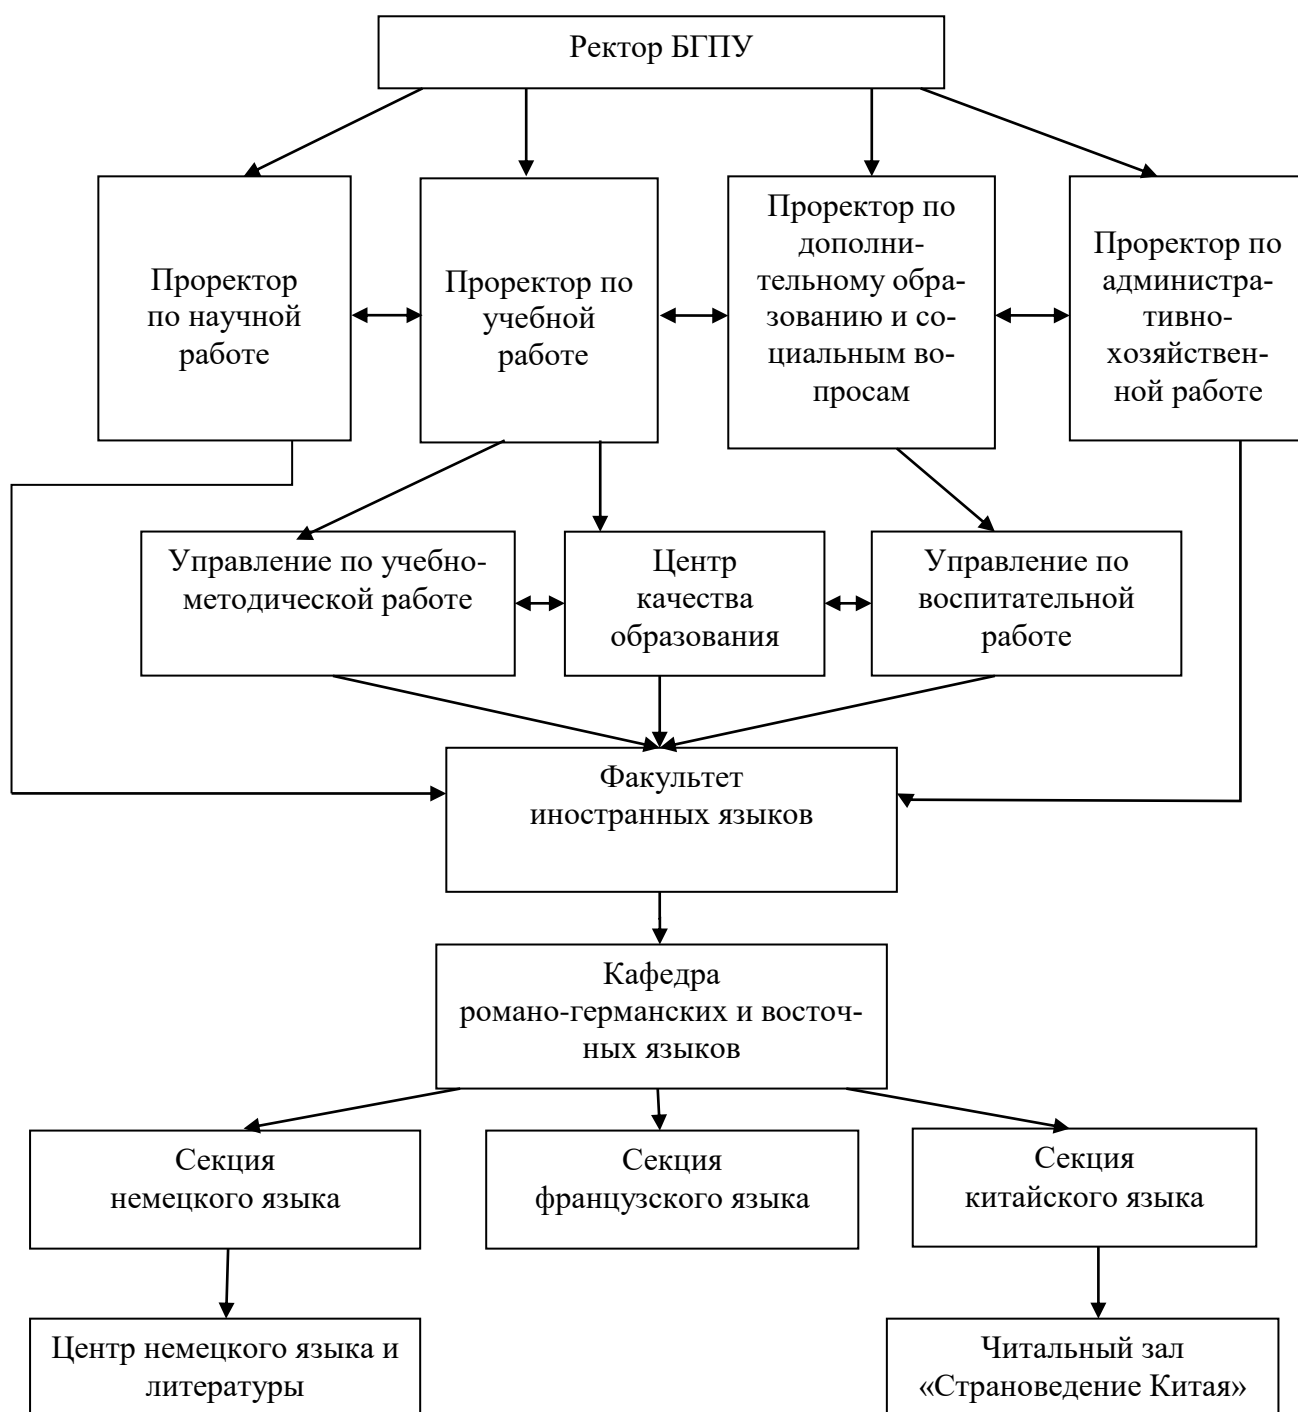 Ректор БГПУ
Проректор
по научной
работе
Проректор по
учебной
работе
Проректор по
дополни-
тельному обра-
зованию и со-
циальным во-
просам
Проректор по
администра-
тивно-
хозяйствен-
ной работе
Управление по учебно-
методической работе
Центр
качества
образования
Управление по
воспитательной
работе
Факультет
иностранных языков
Кафедра
романо-германских и восточ-
ных языков
Секция
немецкого языка
Секция
французского языка
Секция
китайского языка
Центр немецкого языка и
литературы
Читальный зал
«Страноведение Китая»